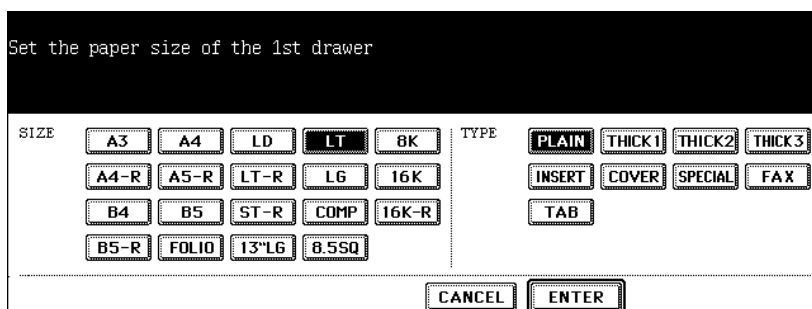 Set the paper size of the 1st drawer
SIZE A3 A4 LD LT 8K TYPE PLAIN THICK1 THICK2 THICK3
A4-R A5-R LT-R LG 16K INSERT COVER SPECIAL FAX
B4 B5 ST-R COMP 16K-R TAB
B5-R FOLIO 13"LG 8.5SQ
CANCEL ENTER